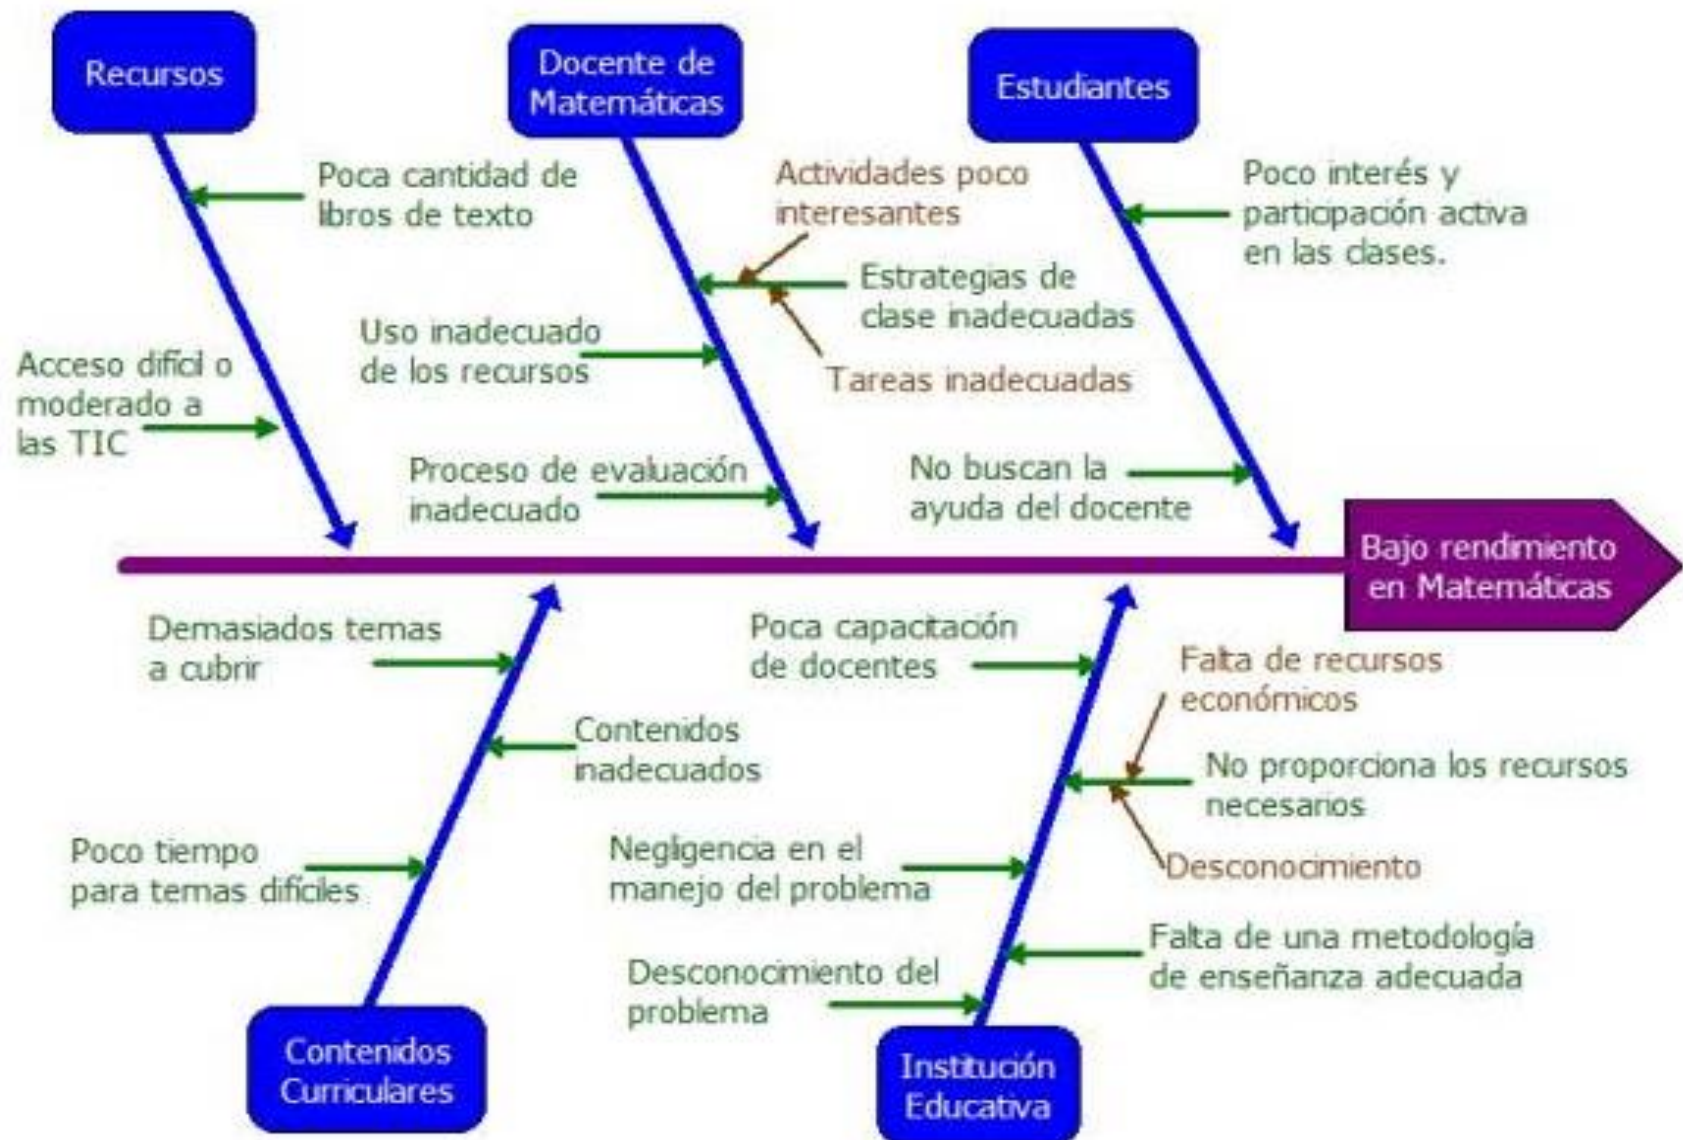 Recursos
Docente de
Matemáticas
Estudiantes
Poca cantidad de
libros de texto
Acceso difícil o
moderado a
las TIC
Actividades poco
interesantes
Estrategias de
clase inadecuadas
Tareas inadecuadas
Uso inadecuado
de los recursos
Proceso de evaluación
inadecuado
Poco interés y
participación activa
en las clases.
No buscan la
ayuda del docente
Bajo rendimiento
en Matemáticas
Demasiados temas
a cubrir
Contenidos
inadecuados
Poco tiempo
para temas difíciles
Contenidos
Curriculares
Poca capacitación
de docentes
Falta de recursos
económicos
No proporciona los recursos
necesarios
Desconocimiento
Negligencia en el
manejo del problema
Falta de una metodología
de enseñanza adecuada
Desconocimiento del
problema
Institución
Educativa